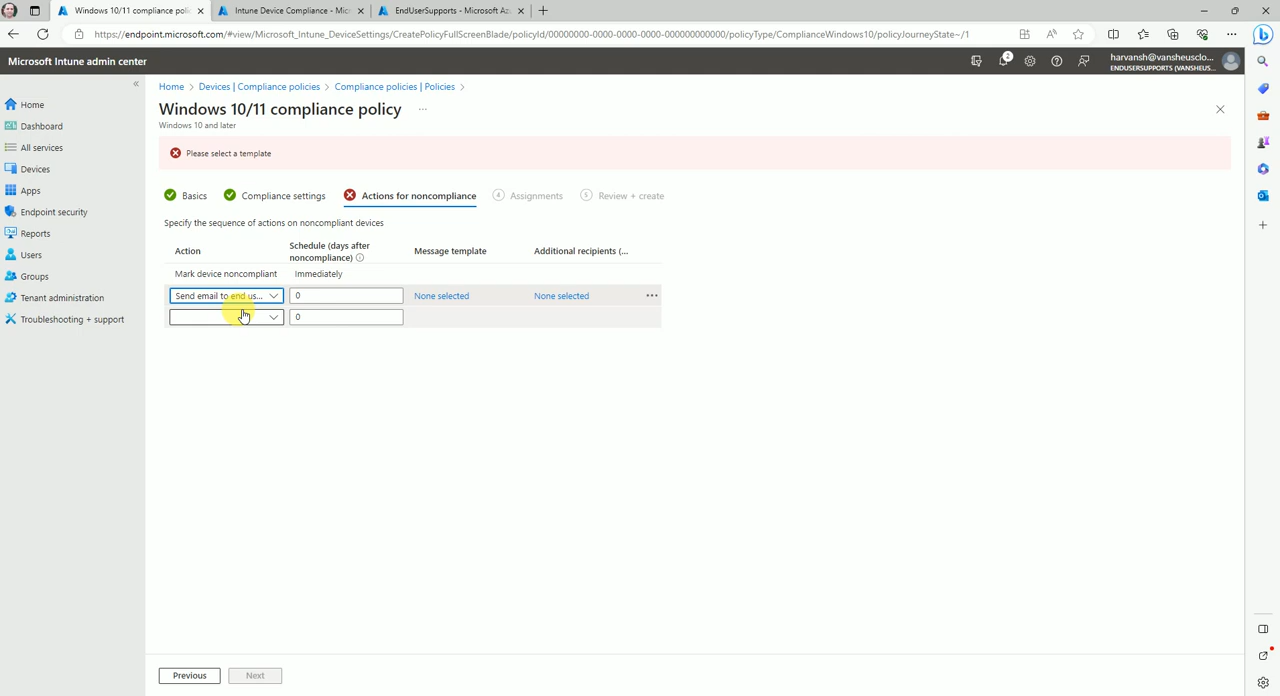 Windows 10/11 compliance polic
Intune Device Compliance - Micr
EndUserSupports - Microsoft Az
https://endpoint.microsoft.com/#view/Microsoft_Intune_DeviceSettings/CreatePolicyFullScreenBlade/policyId/00000000-0000-0000-0000-000000000000/policyType/ComplianceWindows10/policyJourneyState~/1
Microsoft Intune admin center
2
harvansh@vansheusclo...
ENDUSERSUPPORTS (VANSHEUS...
Home
Dashboard
All services
Devices
Apps
Endpoint security
Reports
Users
Groups
Tenant administration
Troubleshooting + support
Home > Devices | Compliance policies > Compliance policies | Policies >
Windows 10/11 compliance policy ...
Windows 10 and later
Please select a template
Basics
Compliance settings
Actions for noncompliance
4 Assignments
5 Review + create
Specify the sequence of actions on noncompliant devices
Action
Schedule (days after
noncompliance)
Message template
Additional recipients (...
Mark device noncompliant
Immediately
Send email to end us...
0
None selected
None selected
...
0
Previous
Next